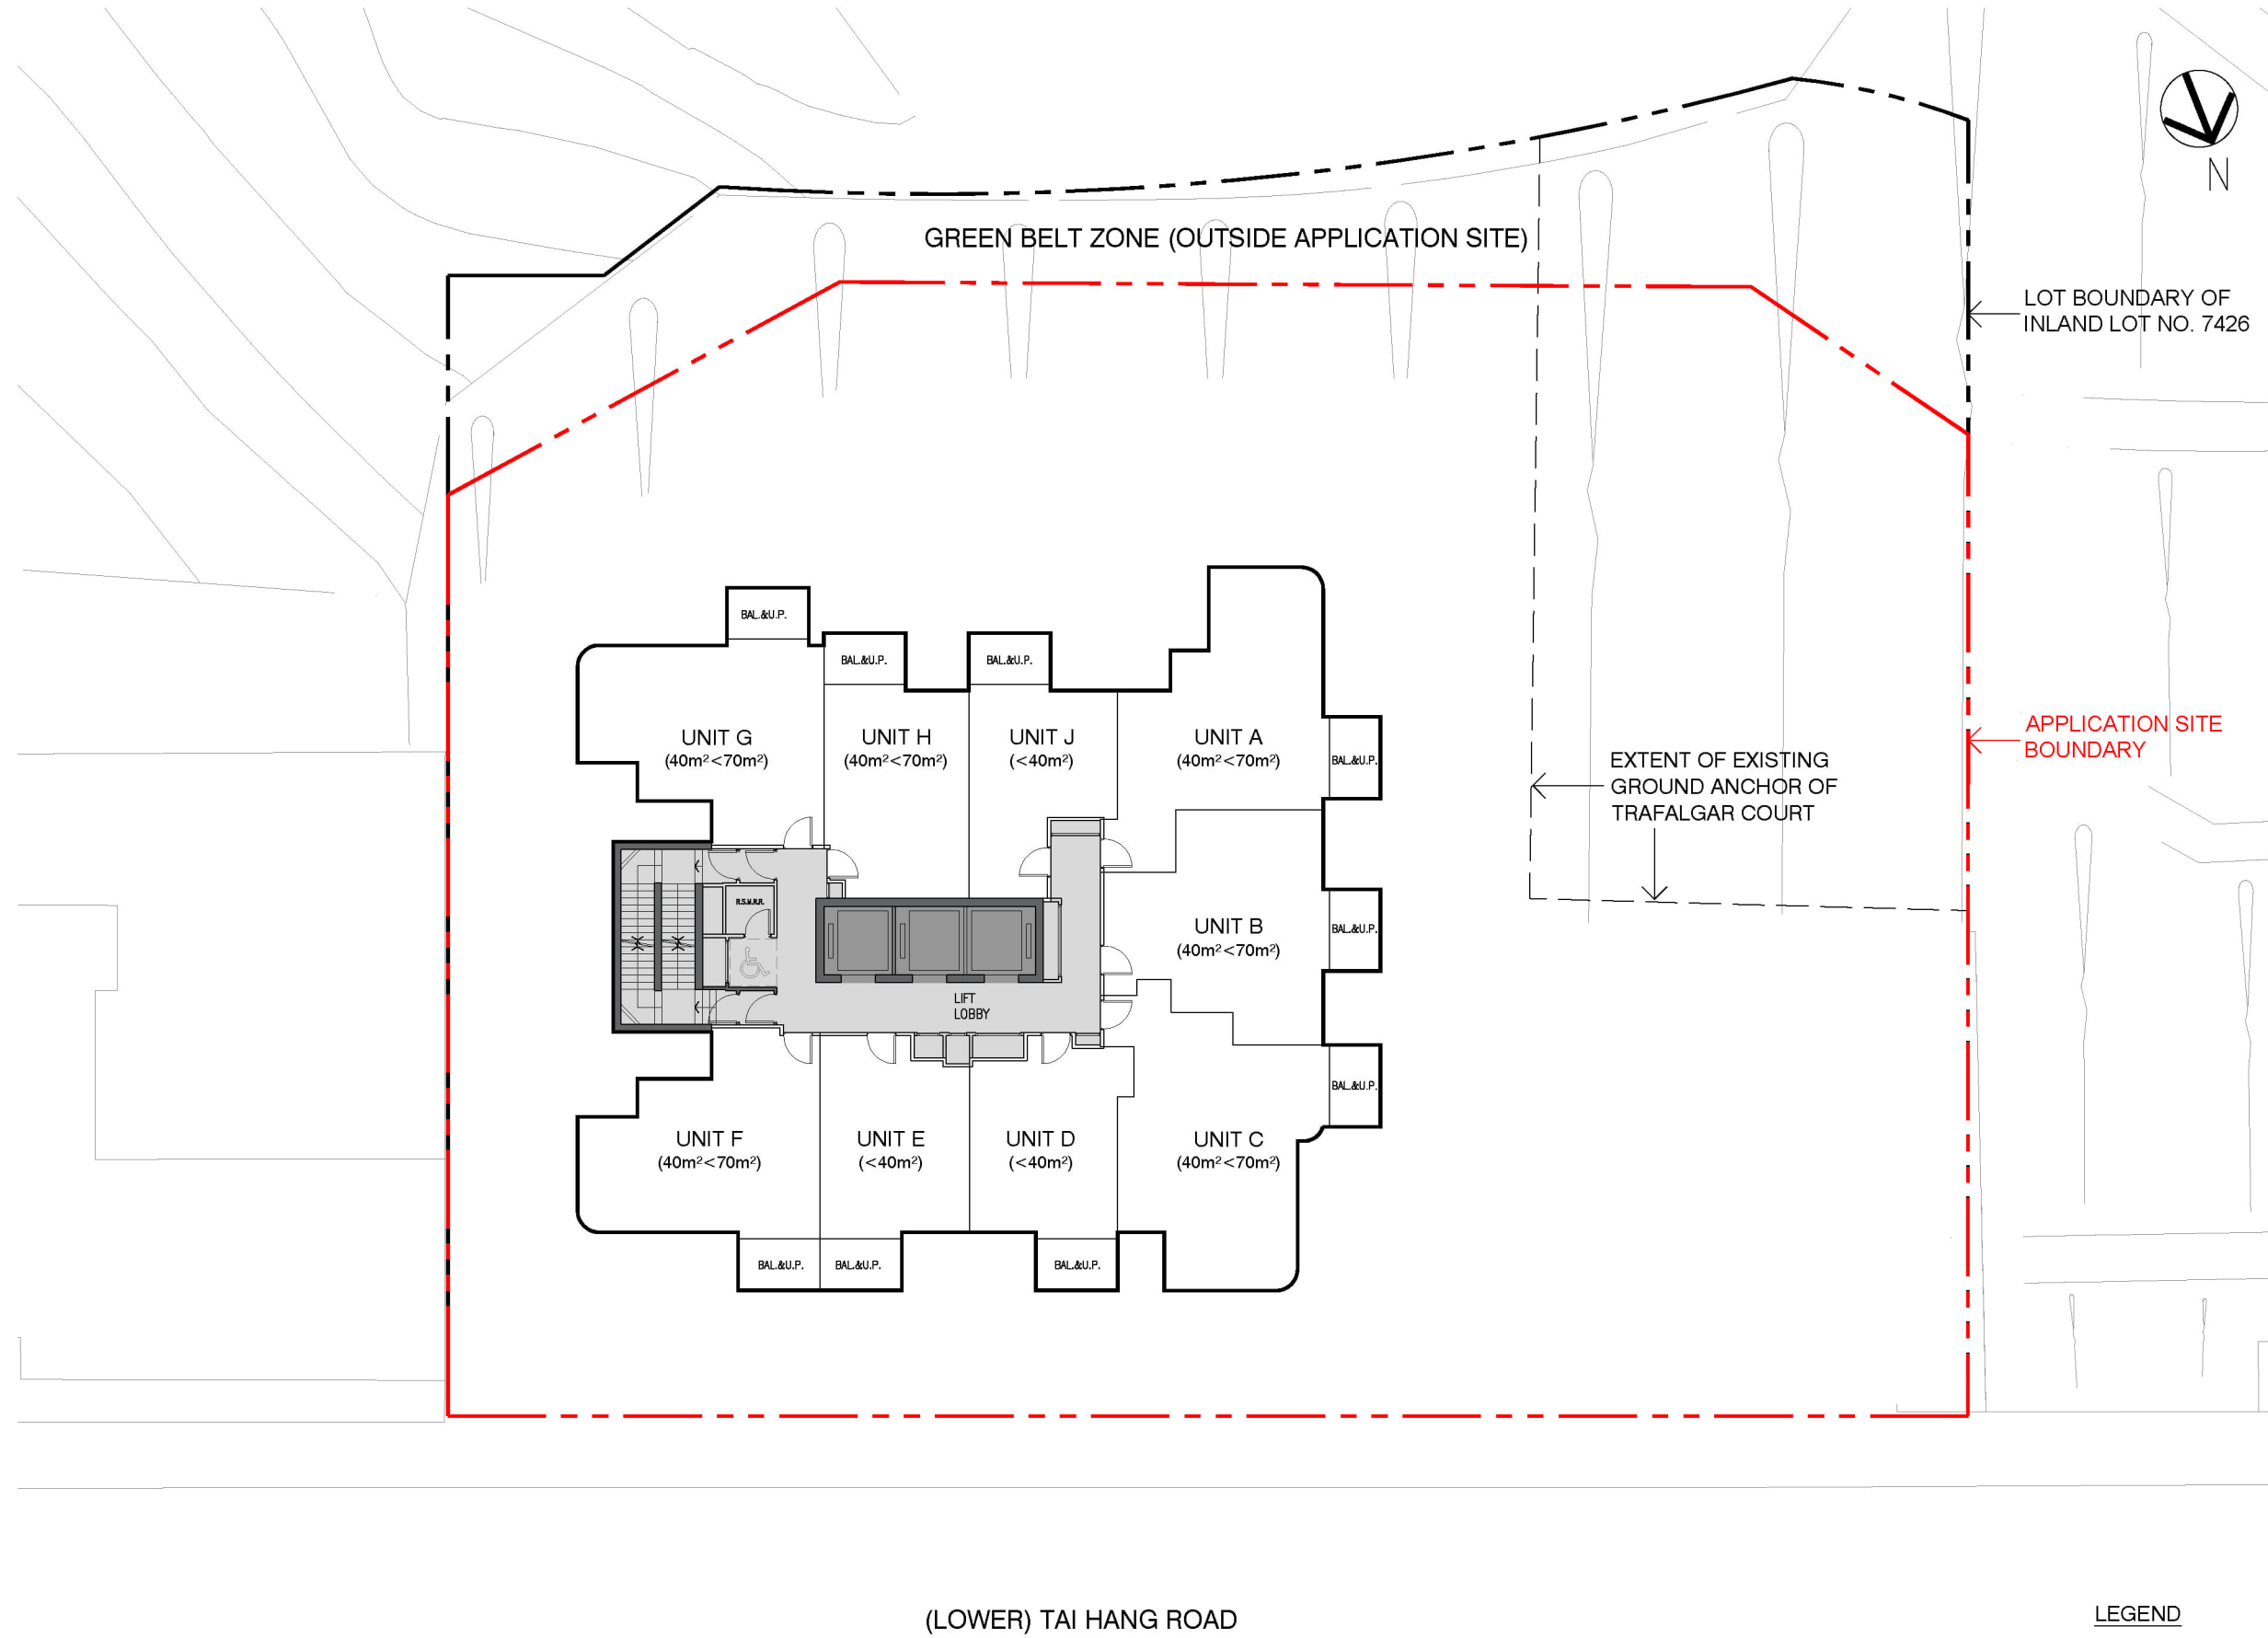 N
GREEN BELT ZONE (OUTSIDE APPLICATION SITE)
LOT BOUNDARY OF
INLAND LOT NO. 7426
BAL.&U.P.
BAL.&U.P.
BAL.&U.P.
UNIT G
(40m²<70m²)
UNIT H
(40m²<70m²)
UNIT J
(<40m²)
UNIT A
(40m²<70m²)
BAL.&U.P.
APPLICATION SITE
BOUNDARY
EXTENT OF EXISTING
GROUND ANCHOR OF
TRAFALGAR COURT
R.S.M.R.R.
UNIT B
(40m²<70m²)
BAL.&U.P.
LIFT
LOBBY
BAL.&U.P.
UNIT F
(40m²<70m²)
UNIT E
(<40m²)
UNIT D
(<40m²)
UNIT C
(40m²<70m²)
BAL.&U.P.
BAL.&U.P.
BAL.&U.P.
(LOWER) TAI HANG ROAD
LEGEND